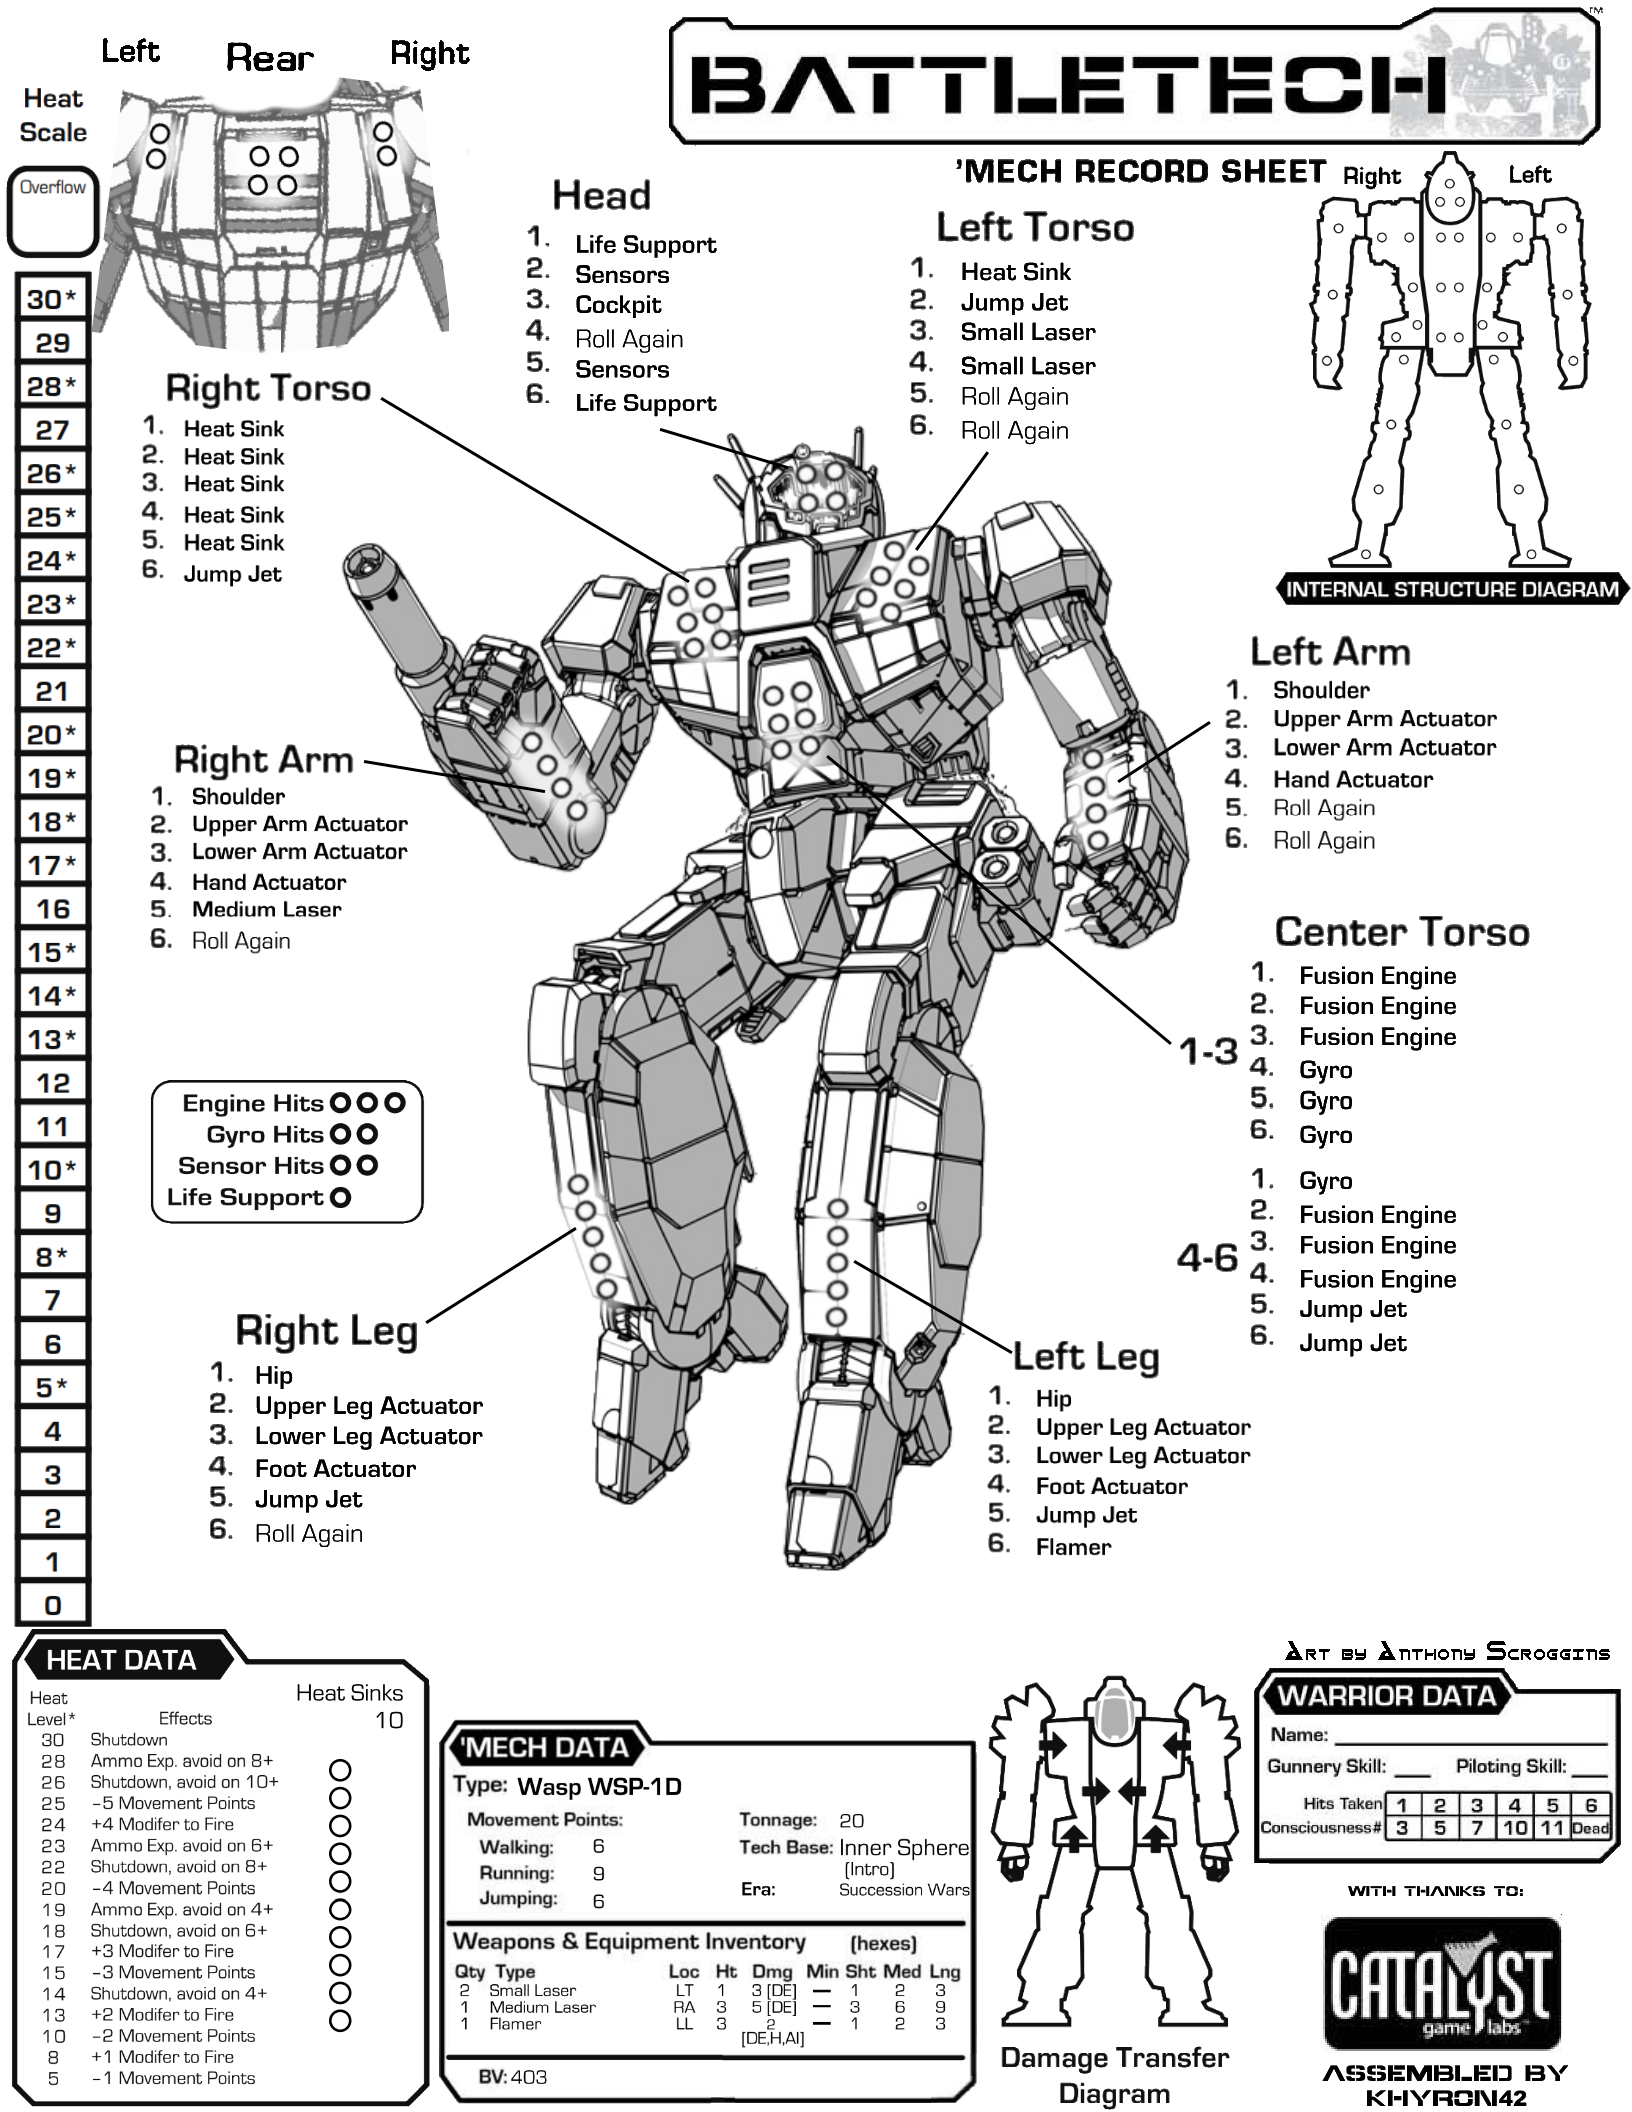 BATTLETECH
TM
'MECH RECORD SHEET
Left Rear Right
Heat
Scale
Overflow
30*
29
28*
27
26*
25*
24*
23*
22*
21
20*
19*
18*
17*
16
15*
14*
13*
12
11
10*
9
8*
7
6
5*
4
3
2
1
0
Head
1. Life Support
2. Sensors
3. Cockpit
4. Roll Again
5. Sensors
6. Life Support
Left Torso
1. Heat Sink
2. Jump Jet
3. Small Laser
4. Small Laser
5. Roll Again
6. Roll Again
Right Left
INTERNAL STRUCTURE DIAGRAM
Right Torso
1. Heat Sink
2. Heat Sink
3. Heat Sink
4. Heat Sink
5. Heat Sink
6. Jump Jet
Left Arm
1. Shoulder
2. Upper Arm Actuator
3. Lower Arm Actuator
4. Hand Actuator
5. Roll Again
6. Roll Again
Right Arm
1. Shoulder
2. Upper Arm Actuator
3. Lower Arm Actuator
4. Hand Actuator
5. Medium Laser
6. Roll Again
Center Torso
1-3
1. Fusion Engine
2. Fusion Engine
3. Fusion Engine
4. Gyro
5. Gyro
6. Gyro
4-6
1. Gyro
2. Fusion Engine
3. Fusion Engine
4. Fusion Engine
5. Jump Jet
6. Jump Jet
Engine Hits
Gyro Hits
Sensor Hits
Life Support
Right Leg
1. Hip
2. Upper Leg Actuator
3. Lower Leg Actuator
4. Foot Actuator
5. Jump Jet
6. Roll Again
Left Leg
1. Hip
2. Upper Leg Actuator
3. Lower Leg Actuator
4. Foot Actuator
5. Jump Jet
6. Flamer
HEAT DATA
Heat Sinks
10
Heat
Level* Effects
30 Shutdown
28 Ammo Exp. avoid on 8+
26 Shutdown, avoid on 10+
25 -5 Movement Points
24 +4 Modifer to Fire
23 Ammo Exp. avoid on 6+
22 Shutdown, avoid on 8+
20 -4 Movement Points
19 Ammo Exp. avoid on 4+
18 Shutdown, avoid on 6+
17 +3 Modifer to Fire
15 -3 Movement Points
14 Shutdown, avoid on 4+
13 +2 Modifer to Fire
10 -2 Movement Points
8 +1 Modifer to Fire
5 -1 Movement Points
'MECH DATA
Type: Wasp WSP-1D
Movement Points:
Walking: 6
Running: 9
Jumping: 6
Tonnage: 20
Tech Base: Inner Sphere
[Intro]
Era: Succession Wars
Weapons & Equipment Inventory (hexes)
Qty Type Loc Ht Dmg Min Sht Med Lng
2 Small Laser LT 1 3 [DE] — 1 2 3
1 Medium Laser RA 3 5 [DE] — 3 6 9
1 Flamer LL 3 2 — 1 2 3
[DE,H,AI]
BV: 403
Damage Transfer
Diagram
Art by Anthony Scroggins
WARRIOR DATA
Name:
Gunnery Skill: Piloting Skill:
Hits Taken 1 2 3 4 5 6
Consciousness# 3 5 7 10 11 Dead
WITH THANKS TO:
CATALYST
game labs
ASSEMBLED BY
KHYRON42